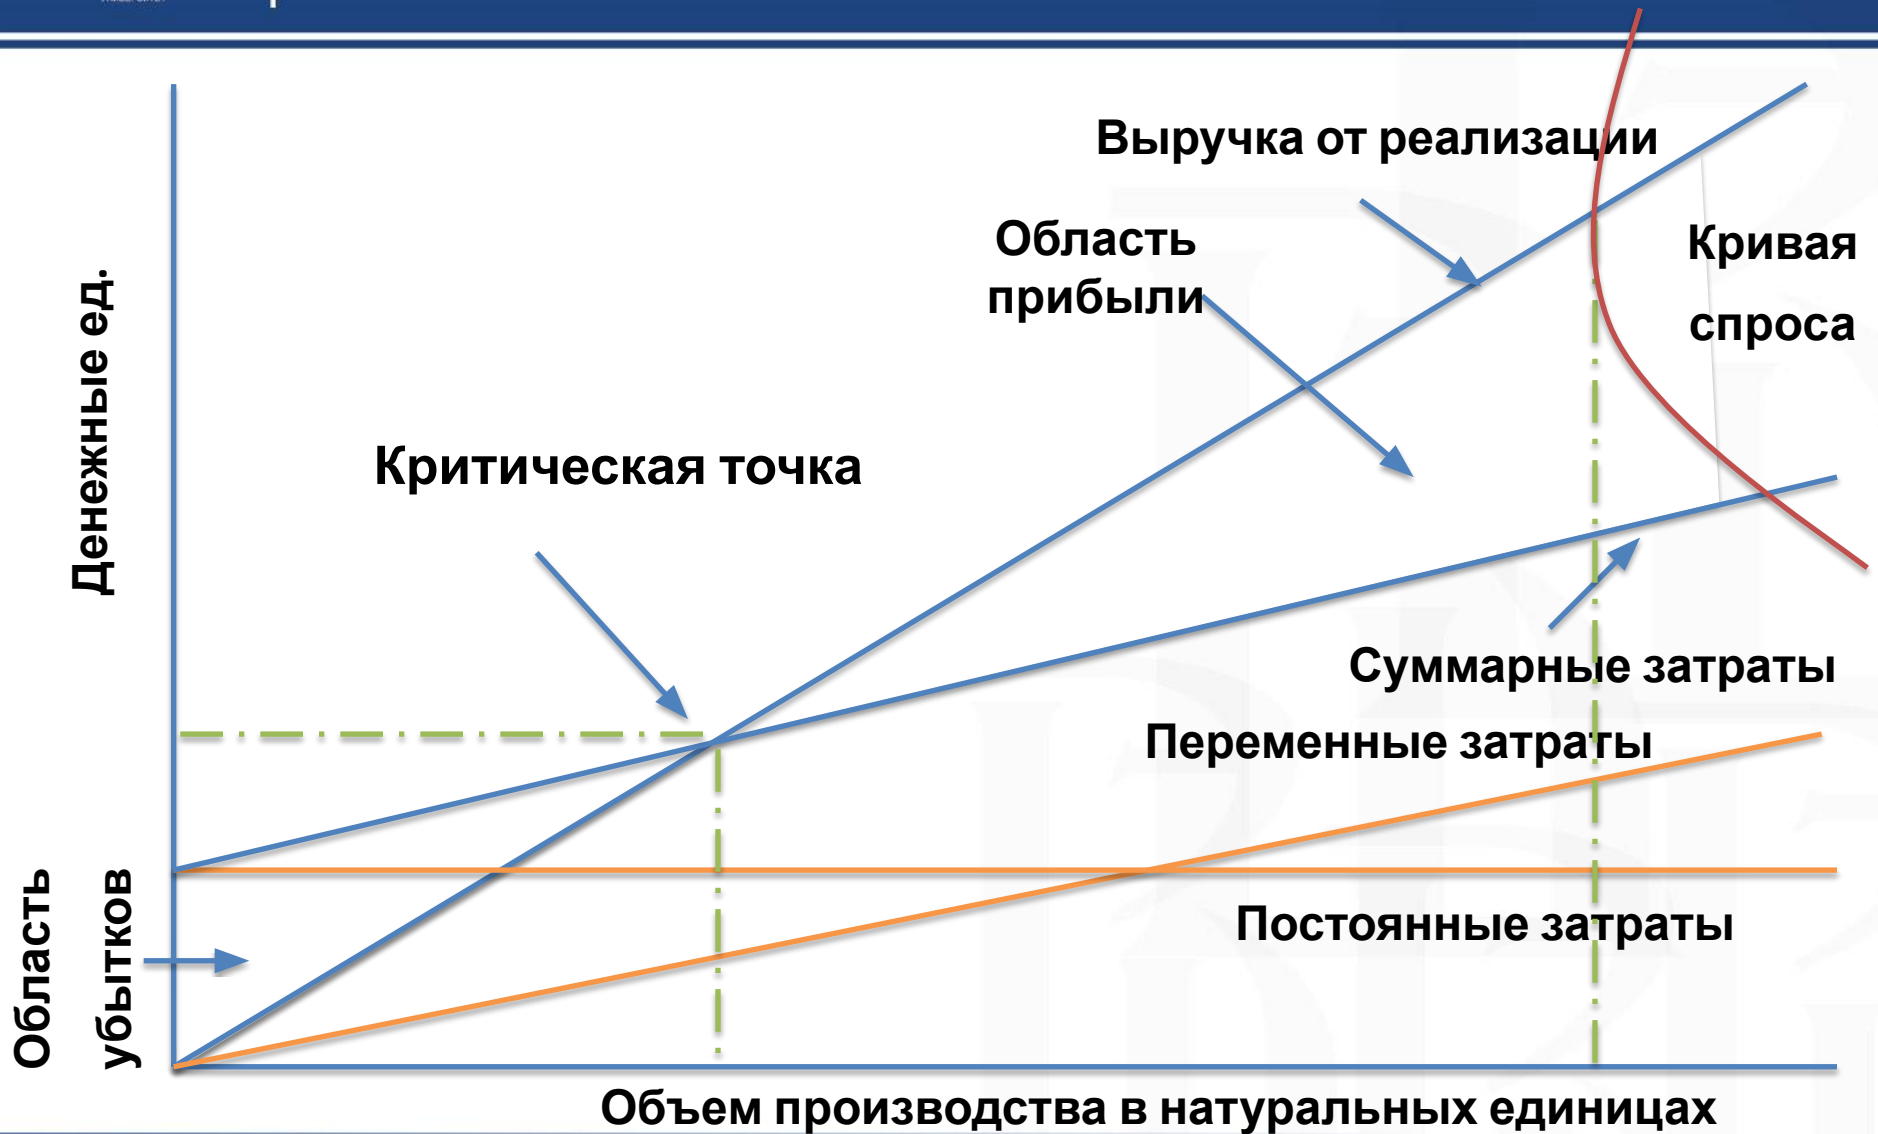 Выручка от реализации
Область
прибыли
Кривая
спроса
Денежные ед.
Критическая точка
Суммарные затраты
Переменные затраты
Область
убытков
Постоянные затраты
Объем производства в натуральных единицах